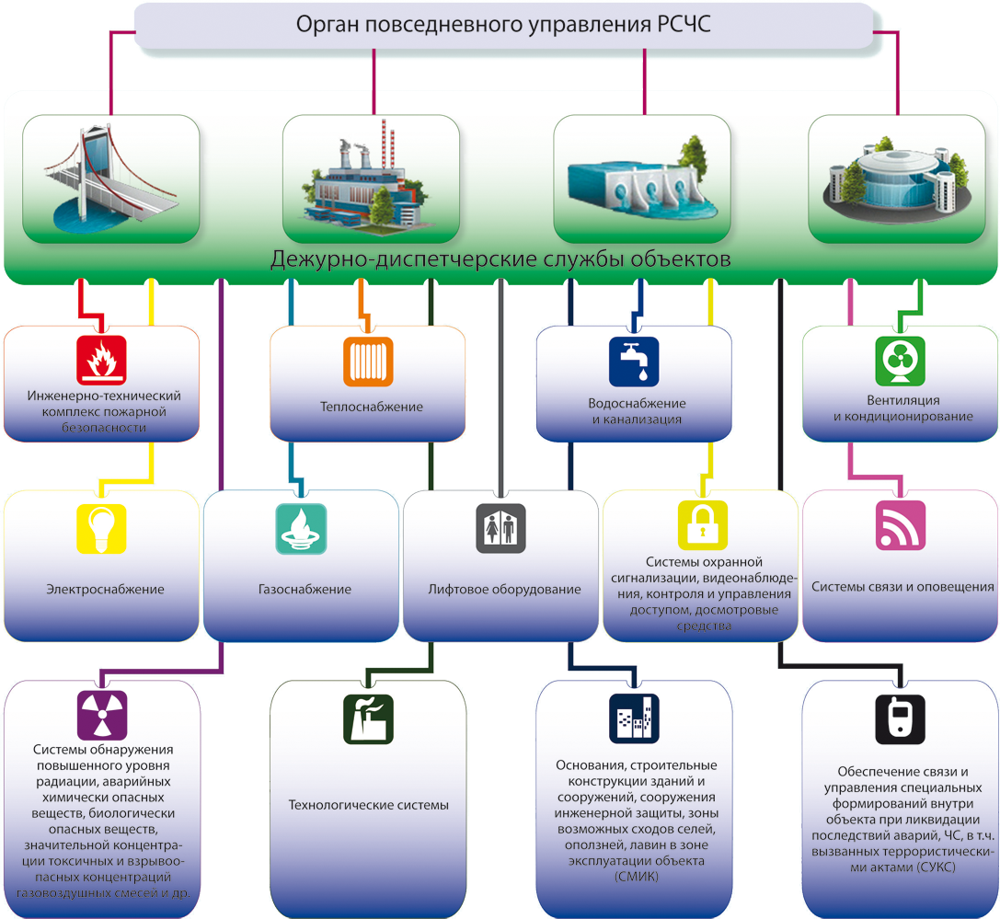 Орган повседневного управления РСЧС
Дежурно-диспетчерские службы объектов
Инженерно-технический
комплекс пожарной
безопасности
Теплоснабжение
Водоснабжение
и канализация
Вентиляция
и кондиционирование
Электроснабжение
Газоснабжение
Лифтовое оборудование
Системы охранной
сигнализации, видеонаблюде-
ния, контроля и управления
доступом, досмотровые
средства
Системы связи и оповещения
Системы обнаружения
повышенного уровня
радиации, аварийных
химически опасных
веществ, биологически
опасных веществ,
значительной концентра-
ции токсичных и взрывоо-
пасных концентраций
газовоздушных смесей и др.
Технологические системы
Основания, строительные
конструкции зданий и
сооружений, сооружения
инженерной защиты, зоны
возможных сходов селей,
оползней, лавин в зоне
эксплуатации объекта
(СМИК)
Обеспечение связи и
управления специальных
формирований внутри
объекта при ликвидации
последствий аварий, ЧС, в т.ч.
вызванных террористически-
ми актами (СУКС)